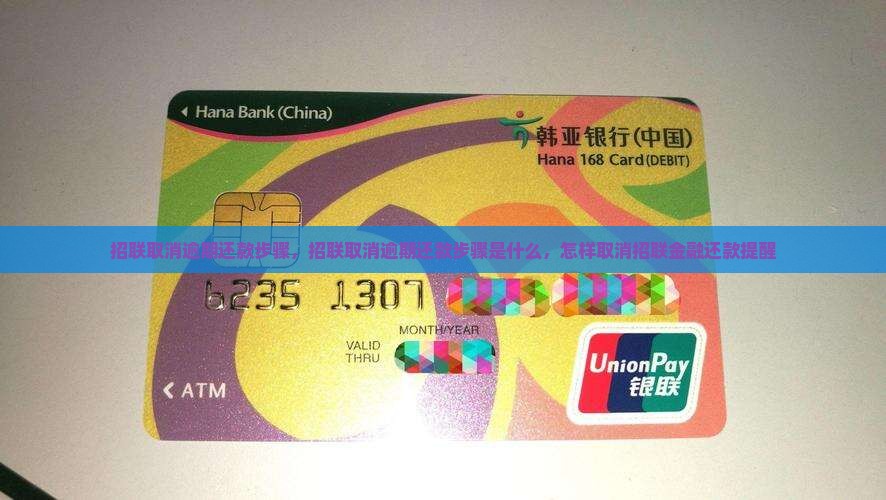 Hana Bank (China)
韩亚银行(中国)
Hana 168 Card(DEBIT)
招联取消逾期还款步骤，招联取消逾期还款步骤是什么，怎样取消招联金融还款提醒
6235 1307
MONTH/YEAR
VALID
THRU
ATM
UnionPay
银联